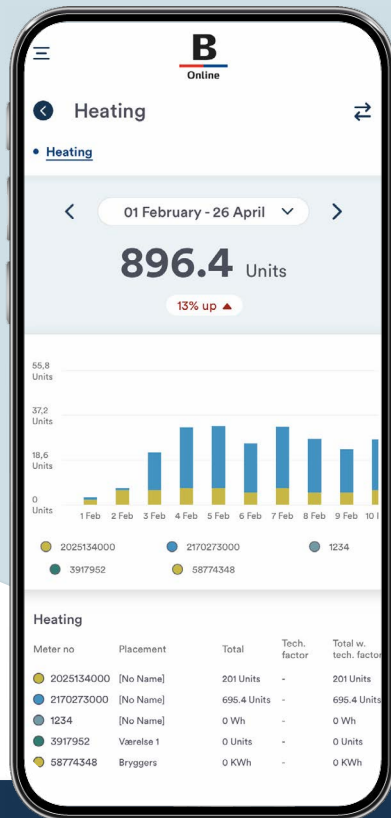 B
Online
Heating
Heating
01 February - 26 April
896.4 Units
13% up
55,8
Units
37,2
Units
18,6
Units
0
Units
1 Feb 2 Feb 3 Feb 4 Feb 5 Feb 6 Feb 7 Feb 8 Feb 9 Feb 10
2025134000 2170273000 1234
3917952 58774348
Heating
Meter no Placement Total Tech. factor Total w. tech. factor
2025134000 [No Name] 201 Units - 201 Units
2170273000 [No Name] 695.4 Units - 695.4 Units
1234 [No Name] 0 Wh - 0 Wh
3917952 Værelse 1 0 Units - 0 Units
58774348 Bryggers 0 KWh - 0 KWh